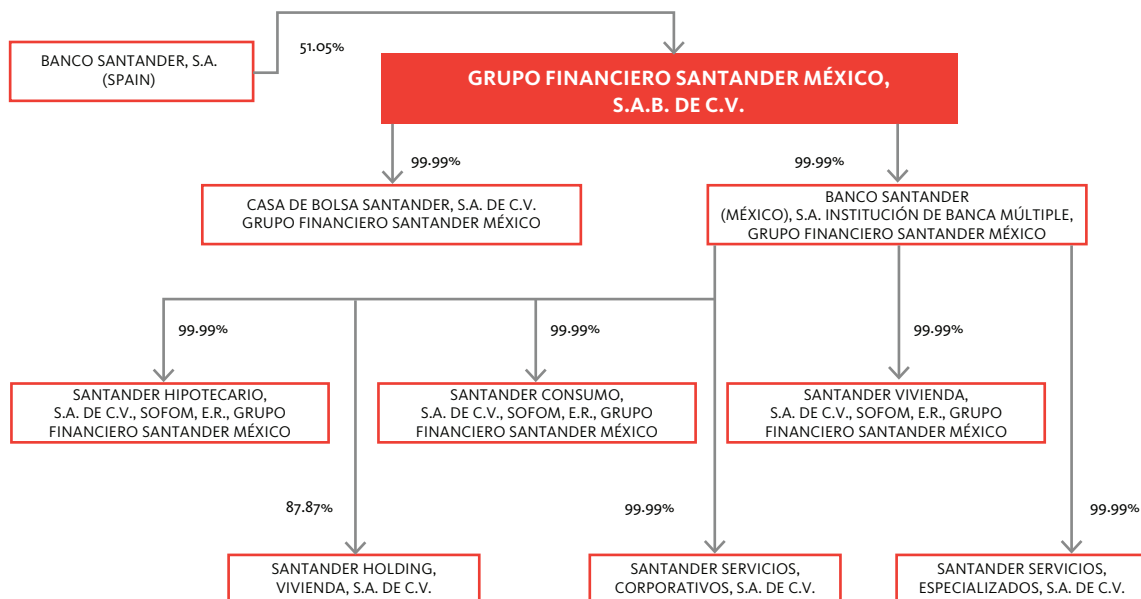 51.05%
BANCO SANTANDER, S.A.
(SPAIN)
GRUPO FINANCIERO SANTANDER MÉXICO,
S.A.B. DE C.V.
99.99%
99.99%
CASA DE BOLSA SANTANDER, S.A. DE C.V.
GRUPO FINANCIERO SANTANDER MÉXICO
BANCO SANTANDER
(MÉXICO), S.A. INSTITUCIÓN DE BANCA MÚLTIPLE,
GRUPO FINANCIERO SANTANDER MÉXICO
99.99%
99.99%
99.99%
SANTANDER HIPOTECARIO,
S.A. DE C.V., SOFOM, E.R., GRUPO
FINANCIERO SANTANDER MÉXICO
SANTANDER CONSUMO,
S.A. DE C.V., SOFOM, E.R., GRUPO
FINANCIERO SANTANDER MÉXICO
SANTANDER VIVIENDA,
S.A. DE C.V., SOFOM, E.R., GRUPO
FINANCIERO SANTANDER MÉXICO
87.87%
99.99%
99.99%
SANTANDER HOLDING,
VIVIENDA, S.A. DE C.V.
SANTANDER SERVICIOS,
CORPORATIVOS, S.A. DE C.V.
SANTANDER SERVICIOS,
ESPECIALIZADOS, S.A. DE C.V.